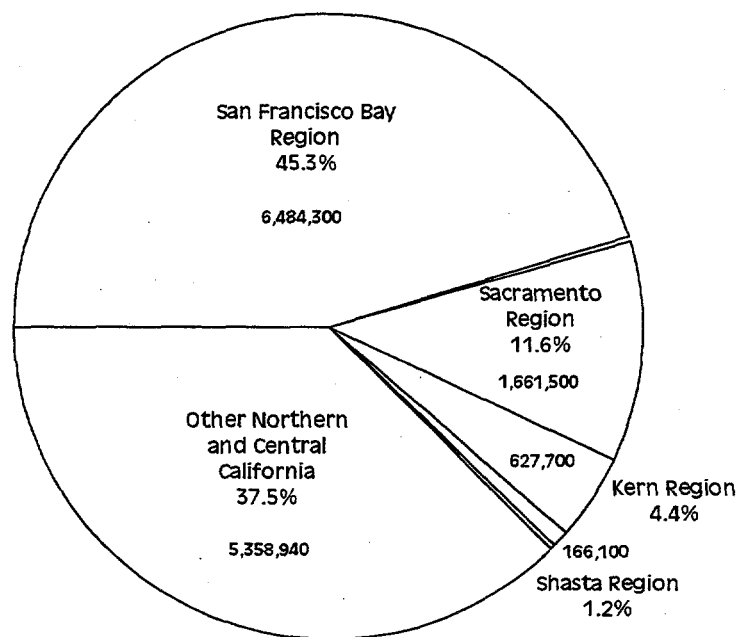 San Francisco Bay
Region
45.3%
6,484,300
Sacramento
Region
11.6%
1,661,500
627,700
Kern Region
4.4%
166,100
Shasta Region
1.2%
Other Northern
and Central
California
37.5%
5,358,940